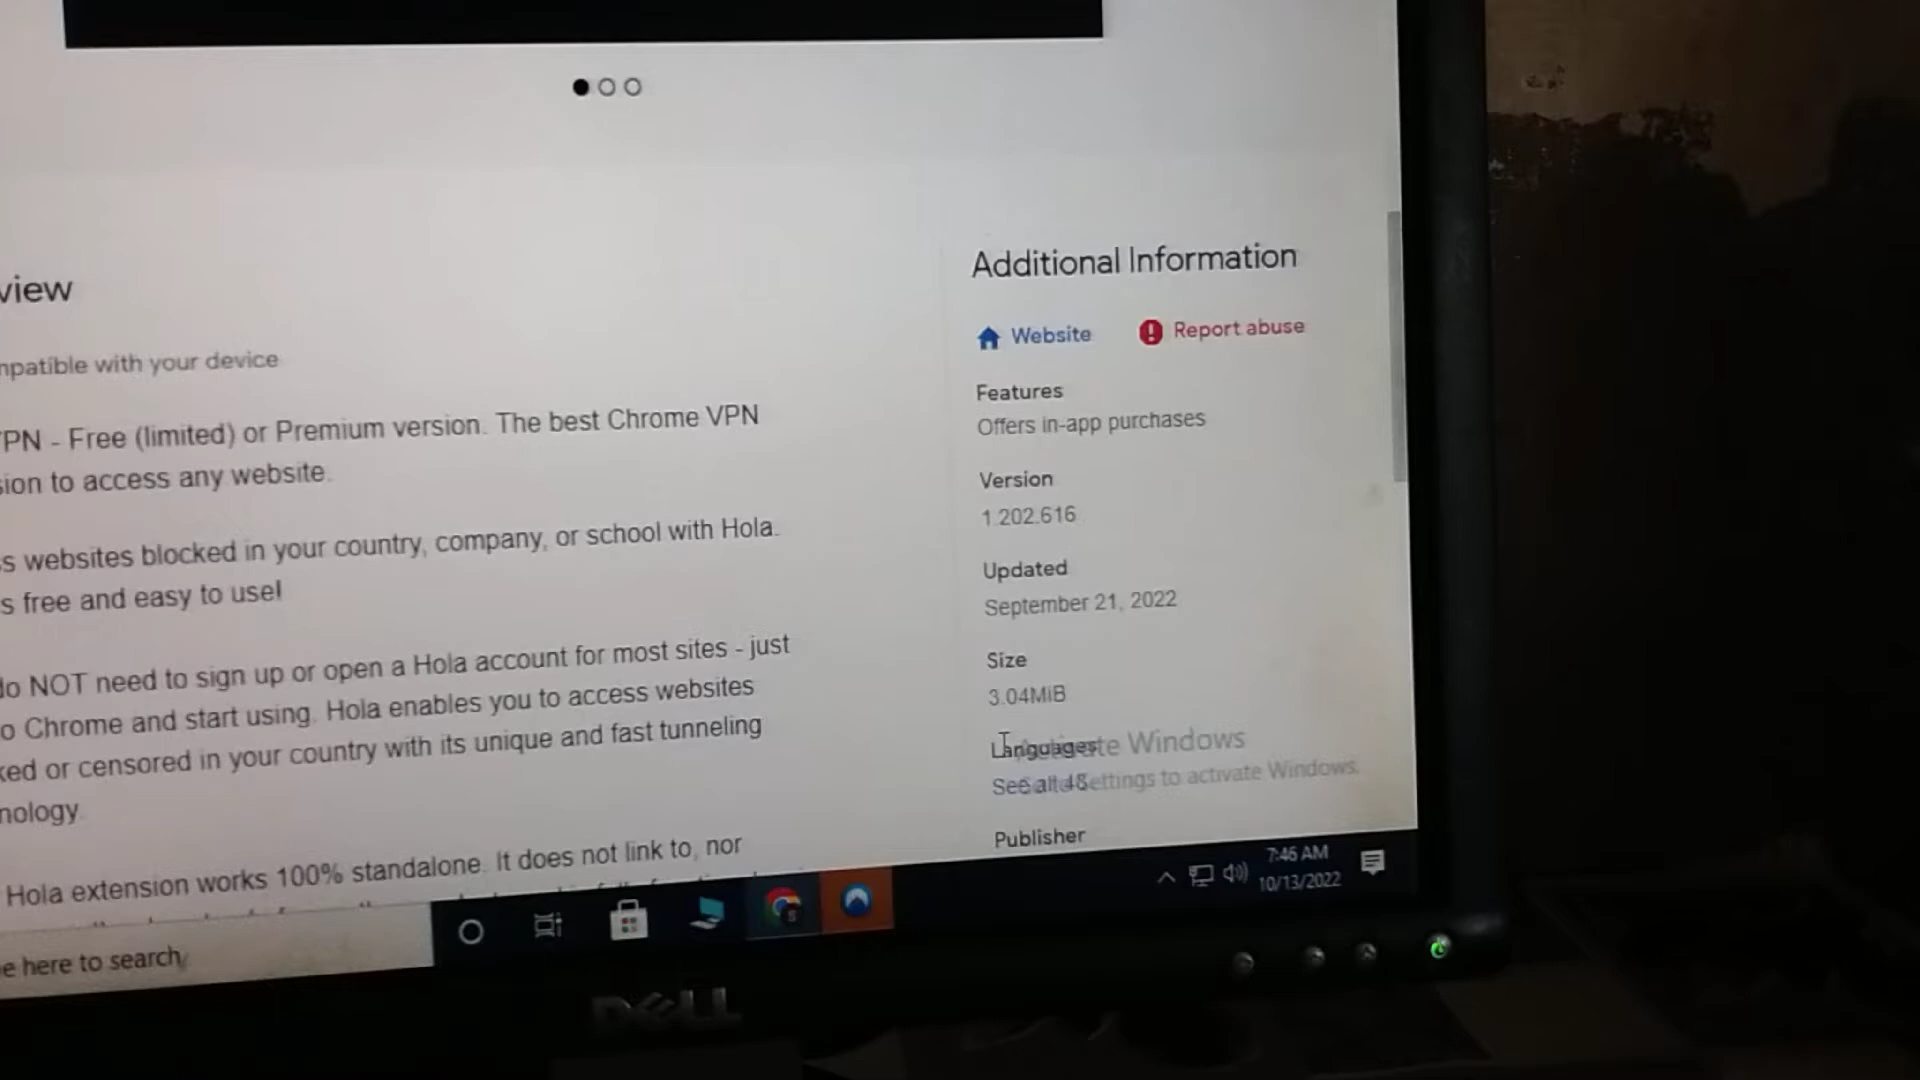 view
mpatible with your device
PN - Free (limited) or Premium version. The best Chrome VPN
sion to access any website.
s websites blocked in your country, company, or school with Hola.
s free and easy to use!
do NOT need to sign up or open a Hola account for most sites - just
o Chrome and start using. Hola enables you to access websites
ked or censored in your country with its unique and fast tunneling
nology
Hola extension works 100% standalone. It does not link to, nor
Additional Information
Website
Report abuse
Features
Offers in-app purchases
Version
1.202.616
Updated
September 21, 2022
Size
3.04MiB
Languages
Windows
See all 48
ettings to activate Windows.
Publisher
e here to search
7:46 AM
10/13/2022
DELL